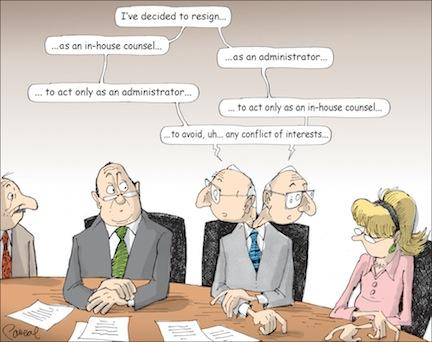 I've decided to resign...
...as an in-house counsel...
...as an administrator...
... to act only as an administrator...
... to act only as an in-house counsel...
...to avoid, uh... any conflict of interests...